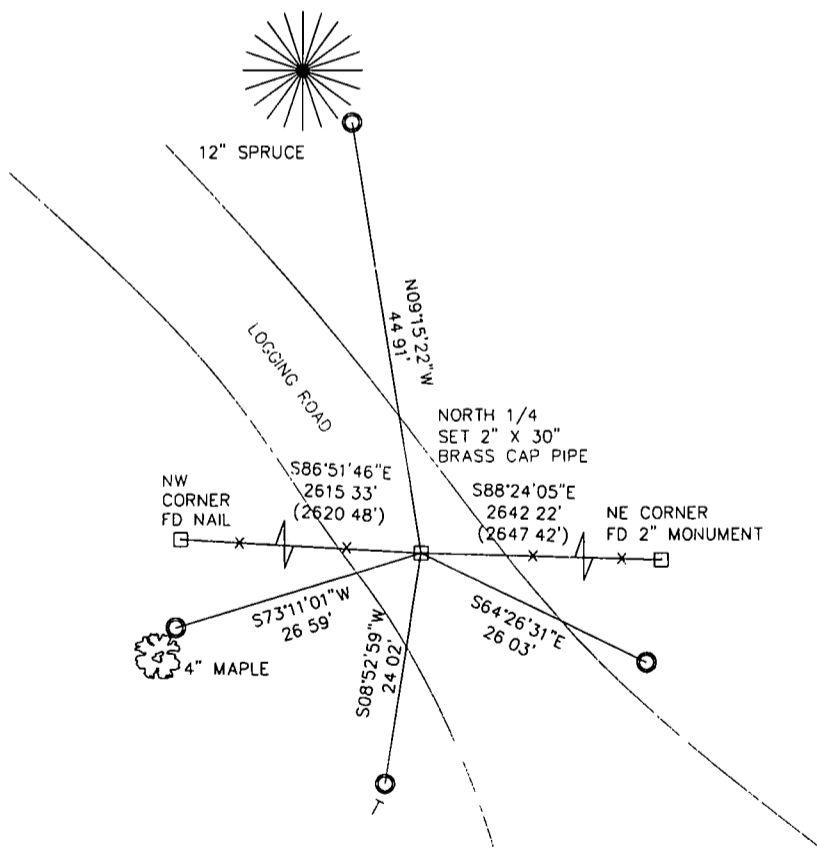 12" SPRUCE
N09°15'22"W
44 91'
LOGGING ROAD
NORTH 1/4
SET 2" X 30"
BRASS CAP PIPE
S86°51'46"E
2615 33'
(2620 48')
S88°24'05"E
2642 22'
(2647 42')
NW
CORNER
FD NAIL
NE CORNER
FD 2" MONUMENT
S73°11'01"W
26 59'
S64°26'31"E
26 03'
S08°52'59"W
24 02'
4" MAPLE
T